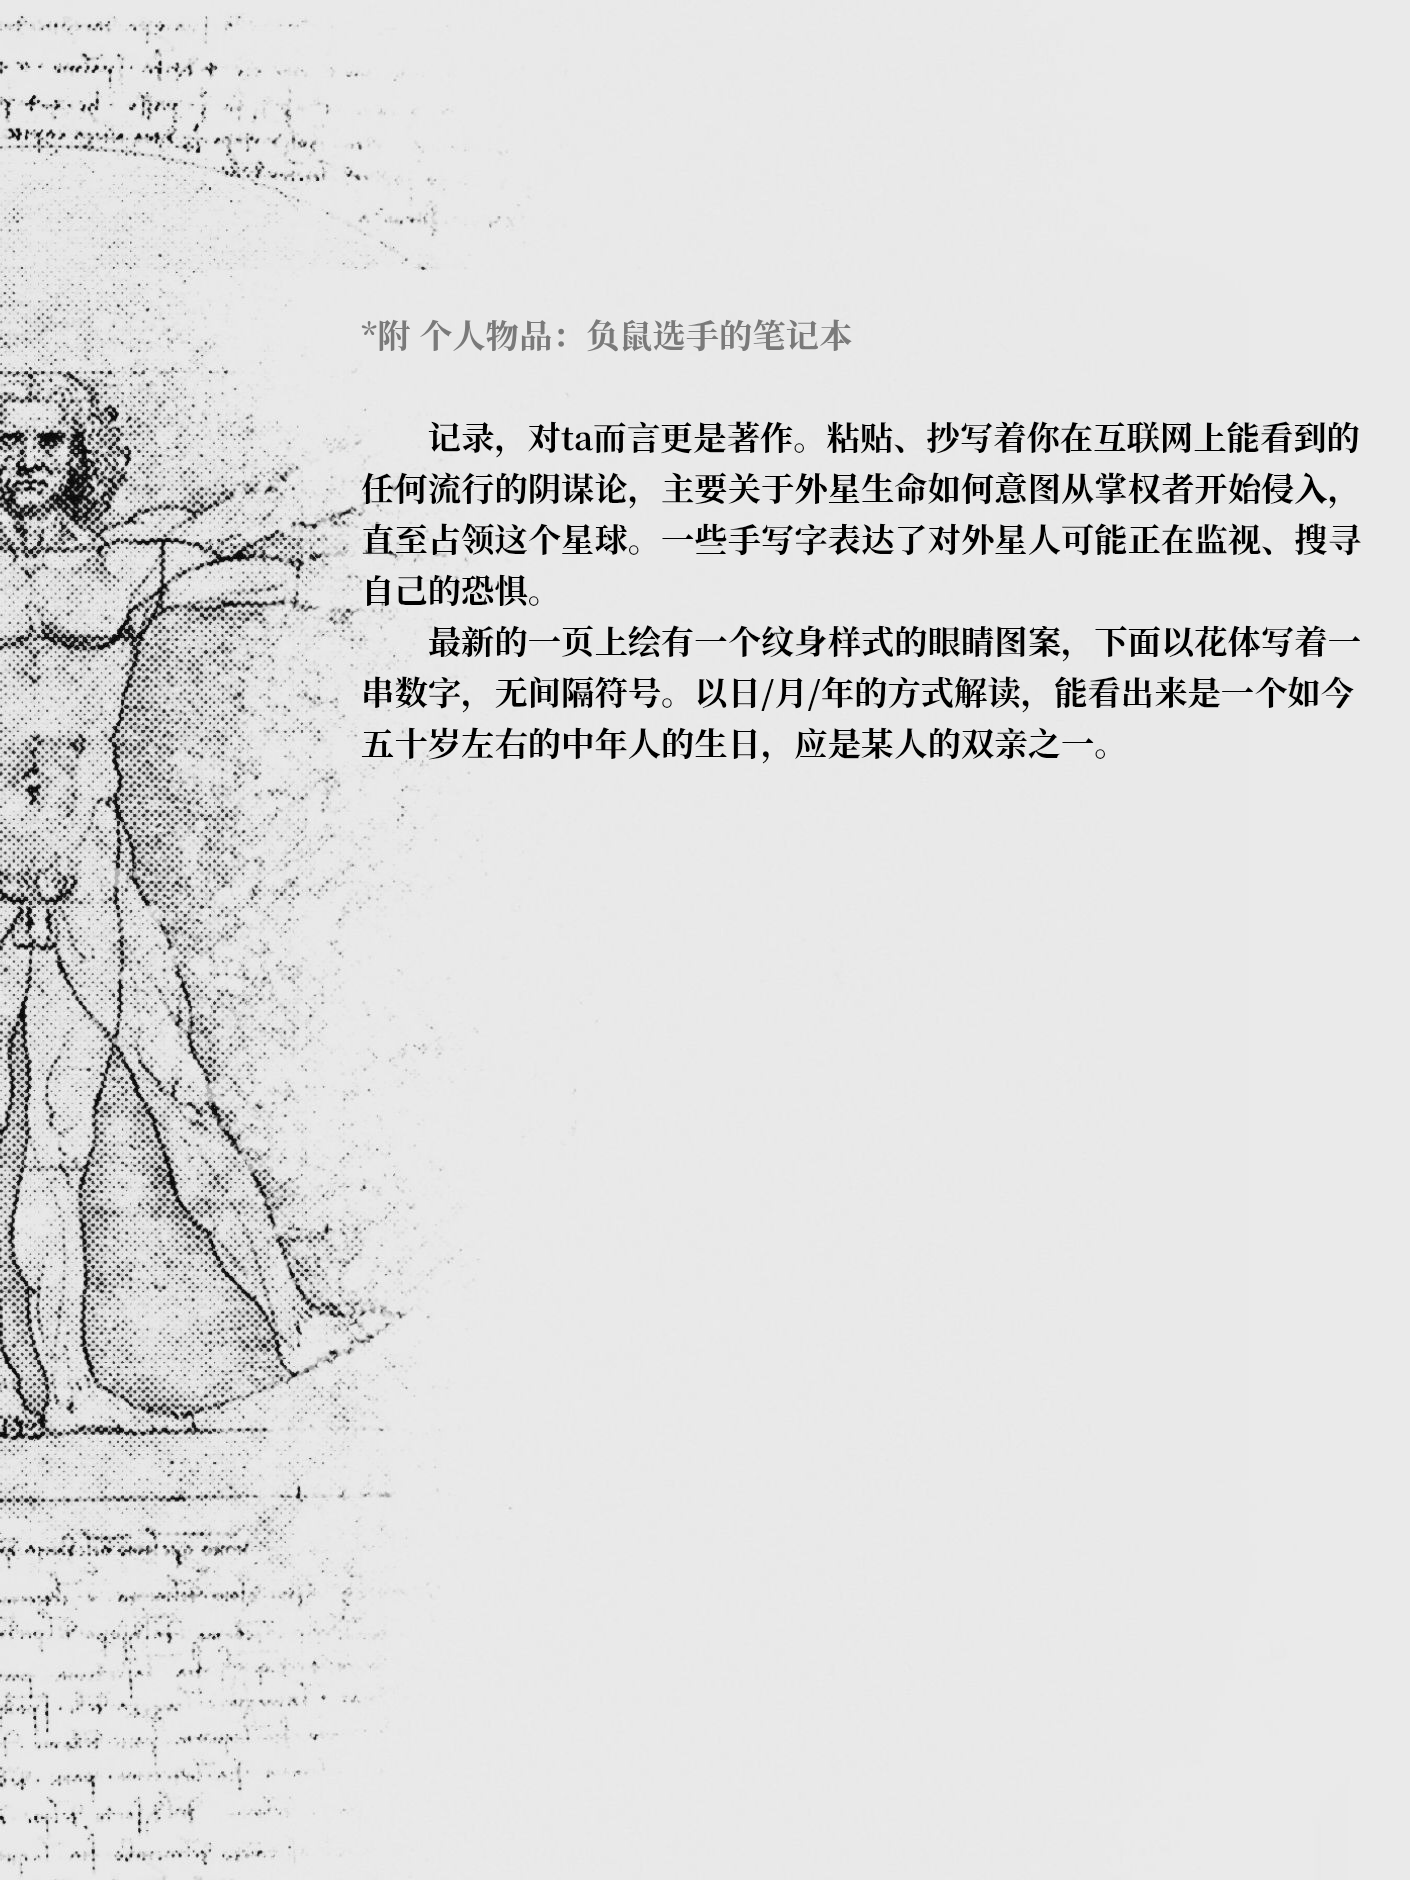 *附 个人物品：负鼠选手的笔记本
记录，对ta而言更是著作。粘贴、抄写着你在互联网上能看到的
任何流行的阴谋论，主要关于外星生命如何意图从掌权者开始侵入，
直至占领这个星球。一些手写字表达了对外星人可能正在监视、搜寻
自己的恐惧。
最新的一页上绘有一个纹身样式的眼睛图案，下面以花体写着一
串数字，无间隔符号。以日/月/年的方式解读，能看出来是一个如今
五十岁左右的中年人的生日，应是某人的双亲之一。